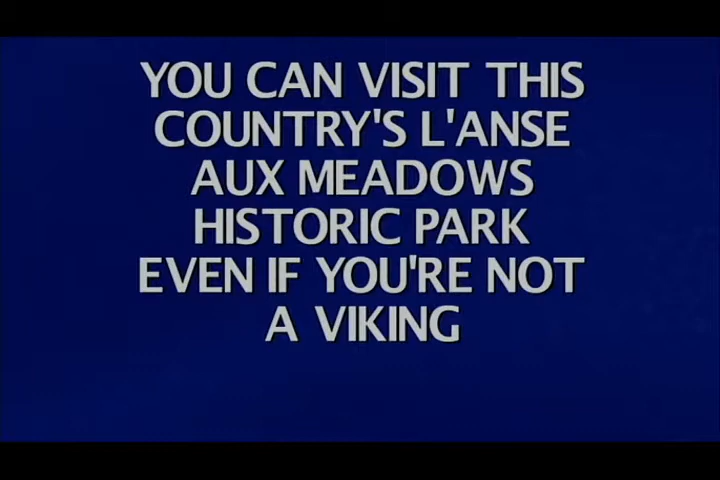 YOU CAN VISIT THIS
COUNTRY'S L'ANSE
AUX MEADOWS
HISTORIC PARK
EVEN IF YOU'RE NOT
A VIKING